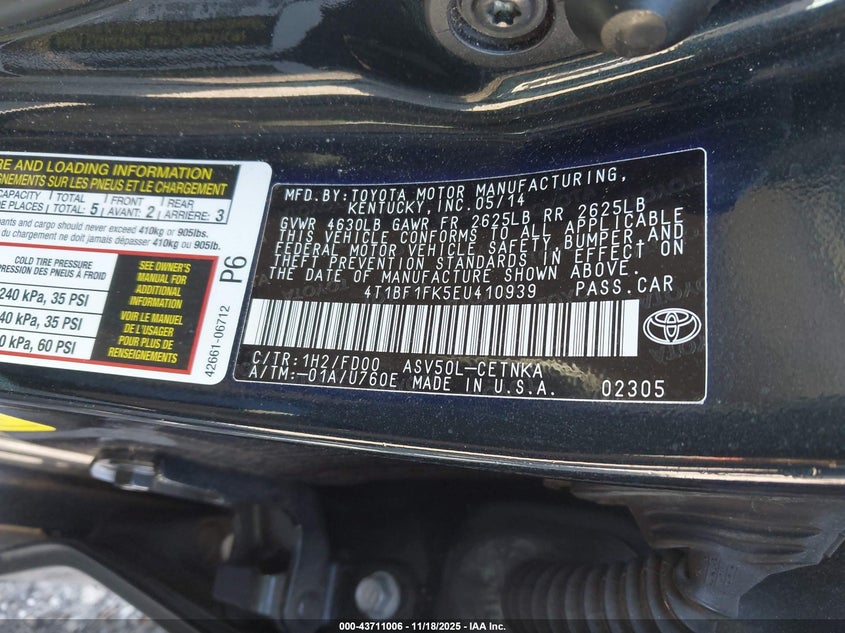 RE AND LOADING INFORMATION
GNEMENTS SUR LES PNEUS ET LE CHARGEMENT
CAPACITY TOTAL FRONT REAR
PLACES TOTAL: 5 AVANT: 2 ARRIÈRE: 3
pants and cargo should never exceed 410kg or 905lbs.
du chargement ne doit jamais dépasser 410kg ou 905lb.
COLD TIRE PRESSURE
PRESSION DES PNEUS À FROID
240 kPa, 35 PSI
40 kPa, 35 PSI
0 kPa, 60 PSI
SEE OWNER'S
MANUAL FOR
ADDITIONAL
INFORMATION
VOIR LE MANUEL
DE L'USAGER
POUR PLUS DE
RENSEIGNEMENTS
P6
42661-06712
MFD.BY:TOYOTA MOTOR MANUFACTURING,
KENTUCKY, INC.05/14
GVWR 4630LB GAWR FR 2625LB RR 2625LB
THIS VEHICLE CONFORMS TO ALL APPLICABLE
FEDERAL MOTOR VEHICLE SAFETY, BUMPER,AND
THEFT PREVENTION STANDARDS IN EFFECT ON
THE DATE OF MANUFACTURE SHOWN ABOVE.
4T1BF1FK5EU410939 PASS.CAR
C/TR:1H2/FD00 ASV50L-CETNKA
A/TM:-01A/U760E MADE IN U.S.A.
02305
000-43711006 - 11/18/2025 - IAA Inc.